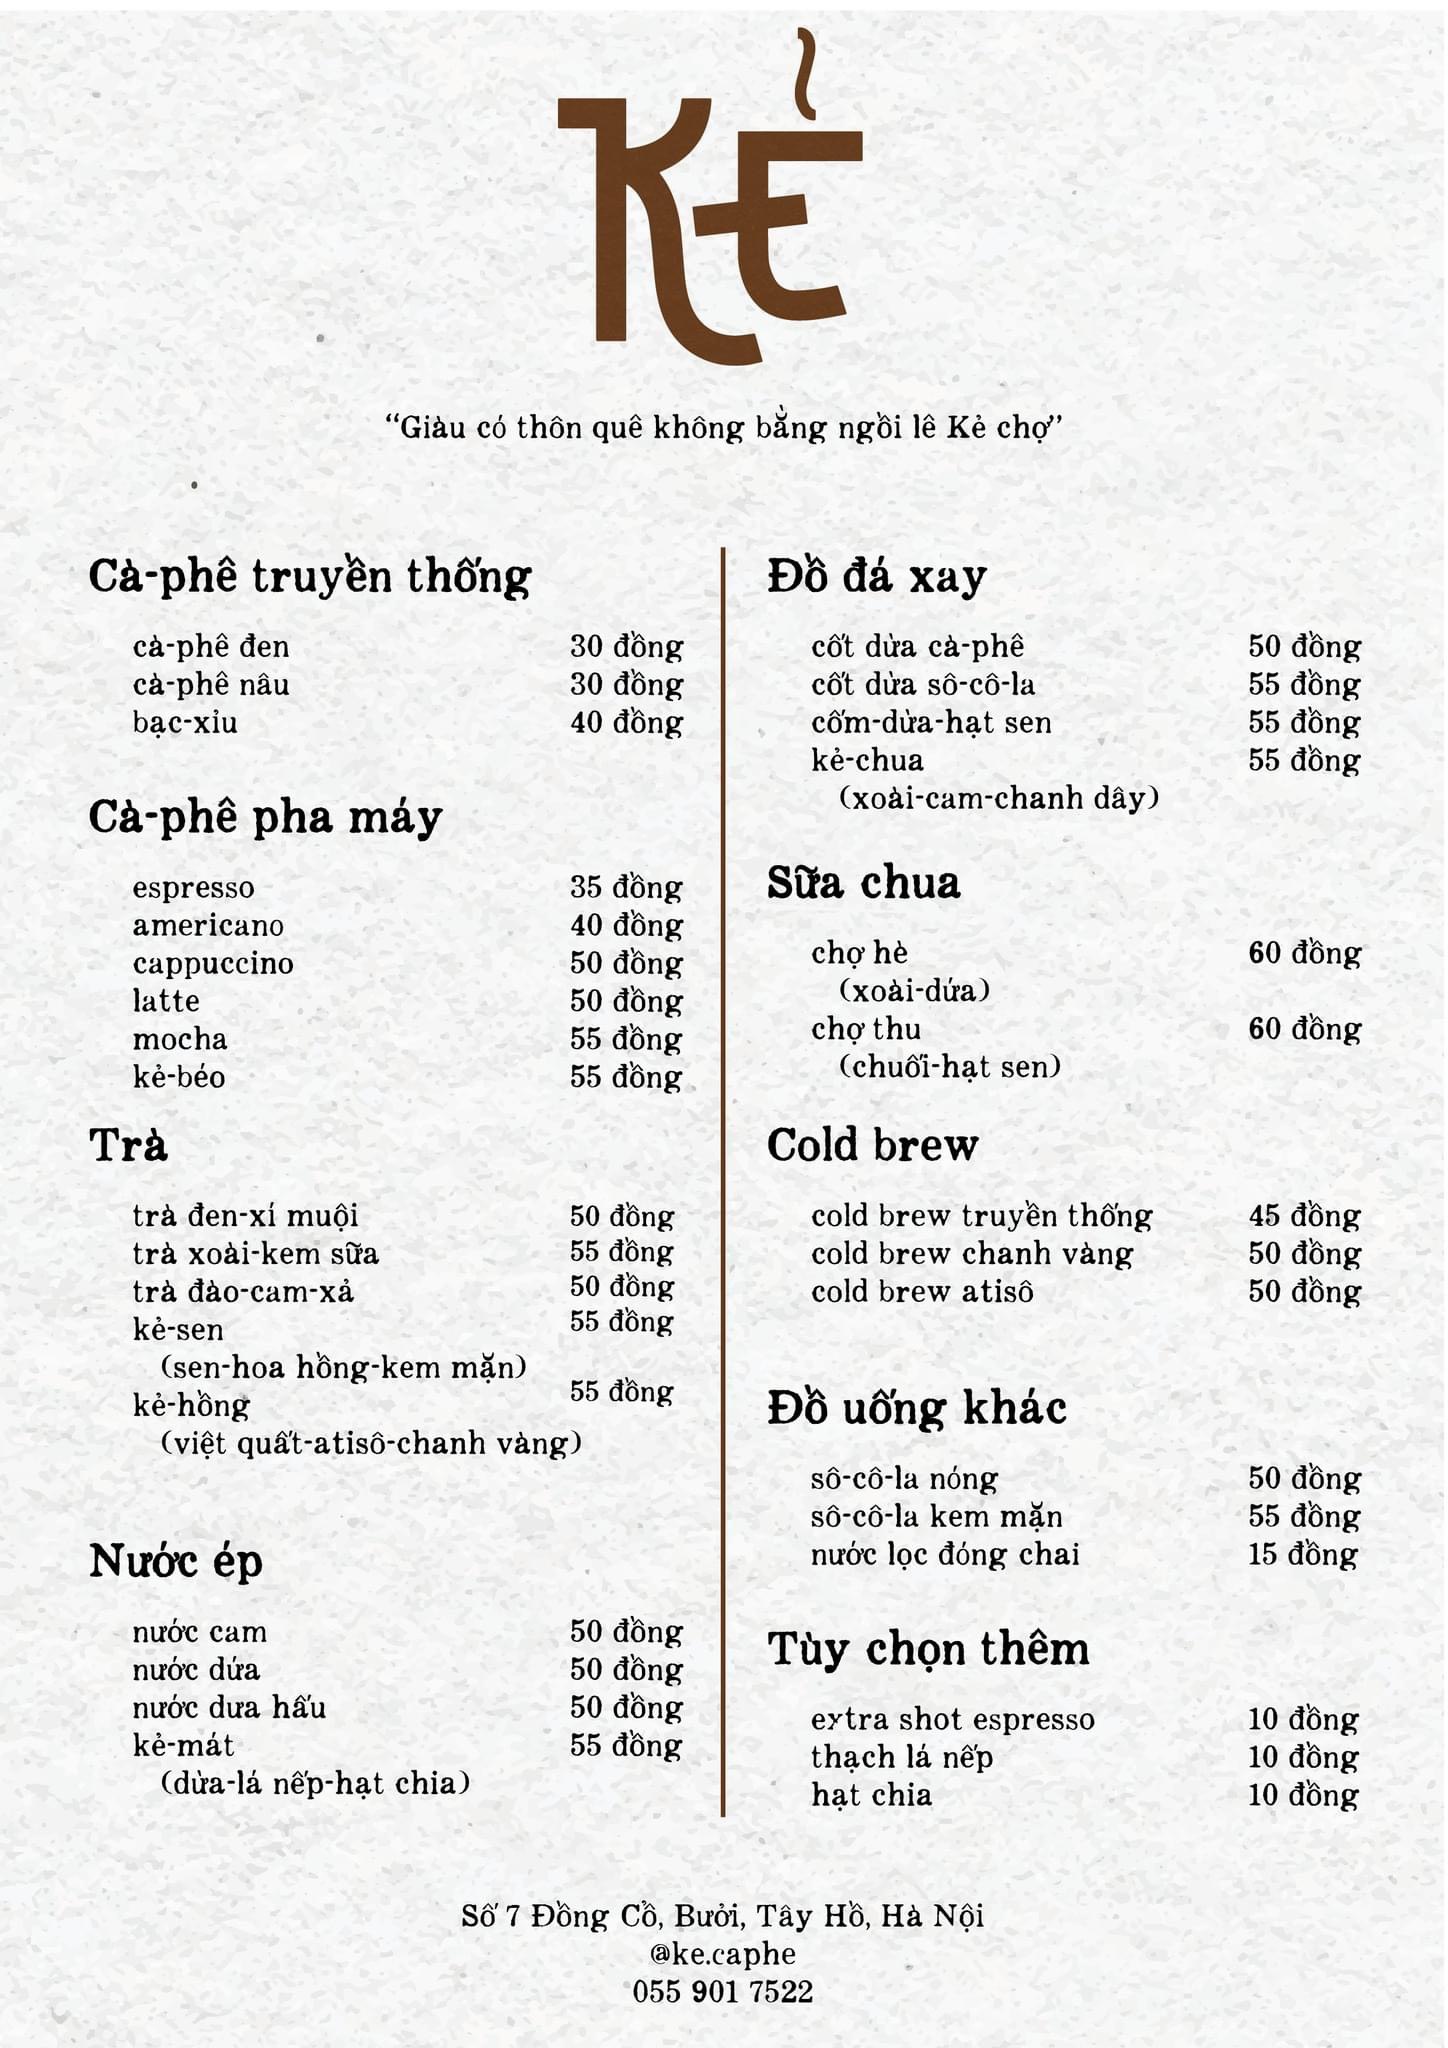 KẺ
“Giàu có thôn quê không bằng ngồi lê Kẻ chợ”
Cà-phê truyền thống
cà-phê đen 30 đồng
cà-phê nâu 30 đồng
bạc-xỉu 40 đồng
Cà-phê pha máy
espresso 35 đồng
americano 40 đồng
cappuccino 50 đồng
latte 50 đồng
mocha 55 đồng
kẻ-béo 55 đồng
Trà
trà đen-xí muội 50 đồng
trà xoài-kem sữa 55 đồng
trà đào-cam-xả 50 đồng
kẻ-sen 55 đồng
(sen-hoa hồng-kem mặn)
kẻ-hồng 55 đồng
(việt quất-atisô-chanh vàng)
Nước ép
nước cam 50 đồng
nước dứa 50 đồng
nước dưa hấu 50 đồng
kẻ-mát 55 đồng
(dừa-lá nếp-hạt chia)
Đồ đá xay
cốt dừa cà-phê 50 đồng
cốt dừa sô-cô-la 55 đồng
cốm-dừa-hạt sen 55 đồng
kẻ-chua 55 đồng
(xoài-cam-chanh dây)
Sữa chua
chợ hè 60 đồng
(xoài-dứa)
chợ thu 60 đồng
(chuối-hạt sen)
Cold brew
cold brew truyền thống 45 đồng
cold brew chanh vàng 50 đồng
cold brew atisô 50 đồng
Đồ uống khác
sô-cô-la nóng 50 đồng
sô-cô-la kem mặn 55 đồng
nước lọc đóng chai 15 đồng
Tùy chọn thêm
extra shot espresso 10 đồng
thạch lá nếp 10 đồng
hạt chia 10 đồng
Số 7 Đồng Cổ, Bưởi, Tây Hồ, Hà Nội
@ke.caphe
055 901 7522